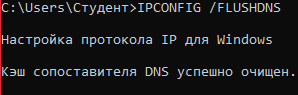 C:\Users\Студент>IPCONFIG /FLUSHDNS
Настройка протокола IP для Windows
Кэш сопоставителя DNS успешно очищен.